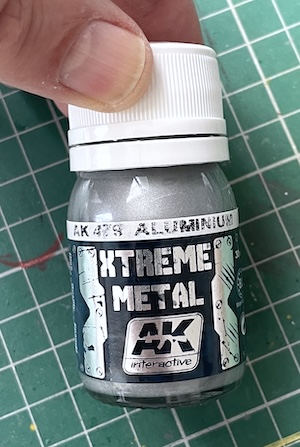 AK 479 ALUMINIUM
XTREME
METAL
AK
interactive